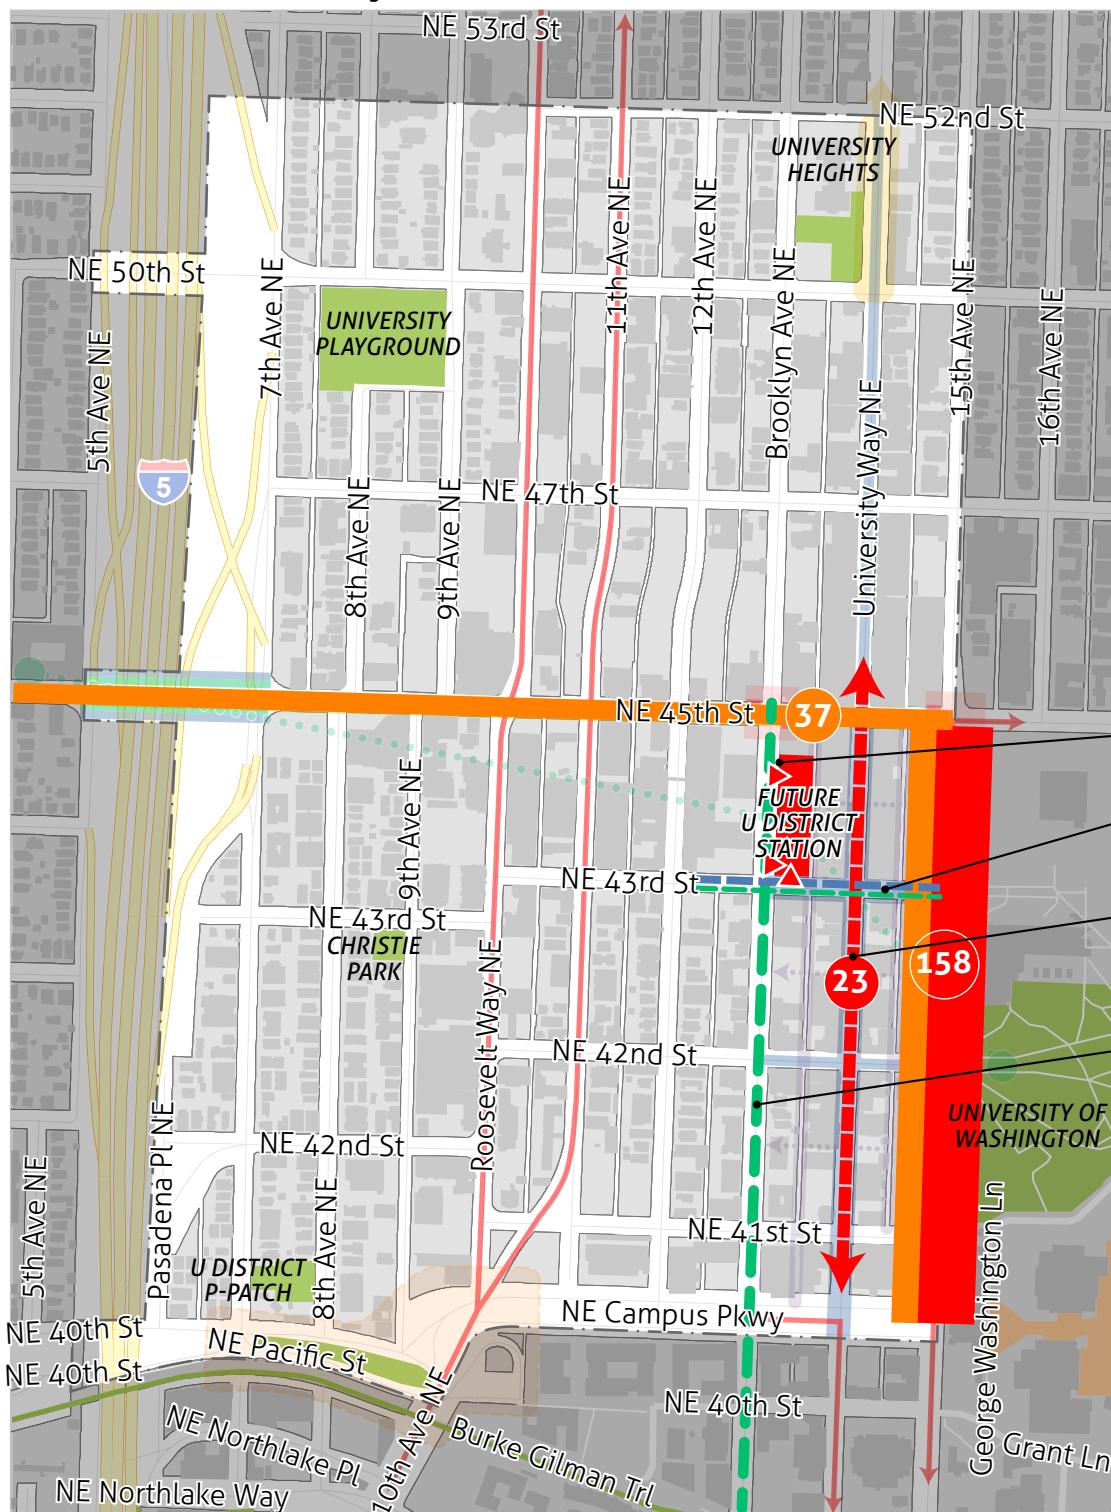 NE 53rd St
NE 52nd St
UNIVERSITY
HEIGHTS
NE 50th St
7th Ave NE
11th Ave NE
12th Ave NE
Brooklyn Ave NE
15th Ave NE
16th Ave NE
UNIVERSITY
PLAYGROUND
5th Ave NE
University Way NE
5
NE 47th St
8th Ave NE
9th Ave NE
NE 45th St
37
9th Ave NE
FUTURE
U DISTRICT
STATION
NE 43rd St
NE 43rd St
CHRISTIE
PARK
Roosevelt Way NE
23
158
NE 42nd St
UNIVERSITY OF
WASHINGTON
Pasadena Pl NE
NE 42nd St
5th Ave NE
8th Ave NE
George Washington Ln
NE 41st St
U DISTRICT
P-PATCH
NE Campus Pkwy
NE 40th St
NE Pacific St
NE 40th St
10th Ave NE
NE 40th St
NE Northlake Pl
Burke Gilman Trl
Grant Ln
NE Northlake Way